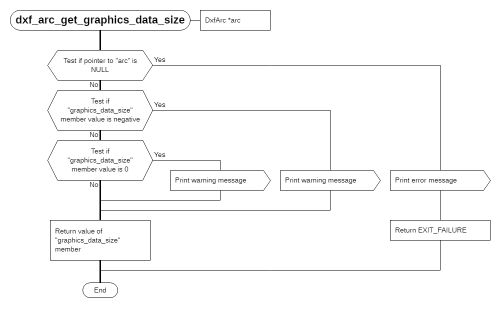 dxf_arc_get_graphics_data_size
DxfArc *arc
Test if pointer to "arc" is
NULL
Yes
No
Test if
"graphics_data_size"
member value is negative
Yes
No
Test if
"graphics_data_size"
member value is 0
Yes
No
Print warning message
Print warning message
Print error message
Return value of
"graphics_data_size"
member
Return EXIT_FAILURE
End